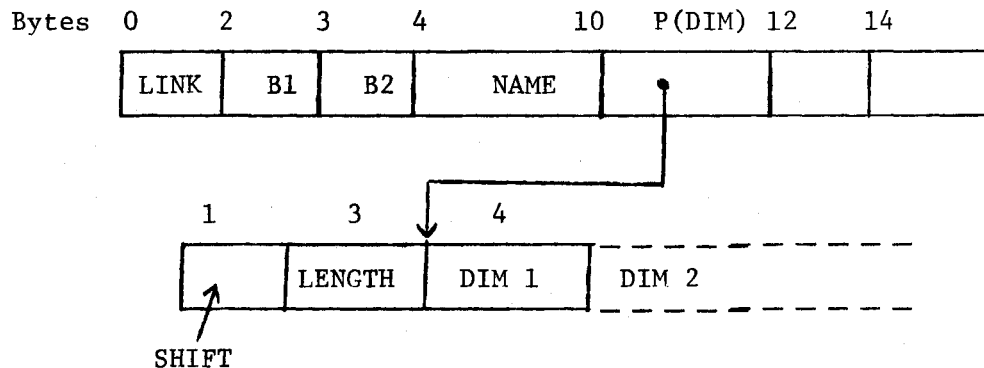 Bytes 0 2 3 4 10 P(DIM) 12 14
LINK B1 B2 NAME
1 3 4
LENGTH DIM 1 DIM 2
SHIFT